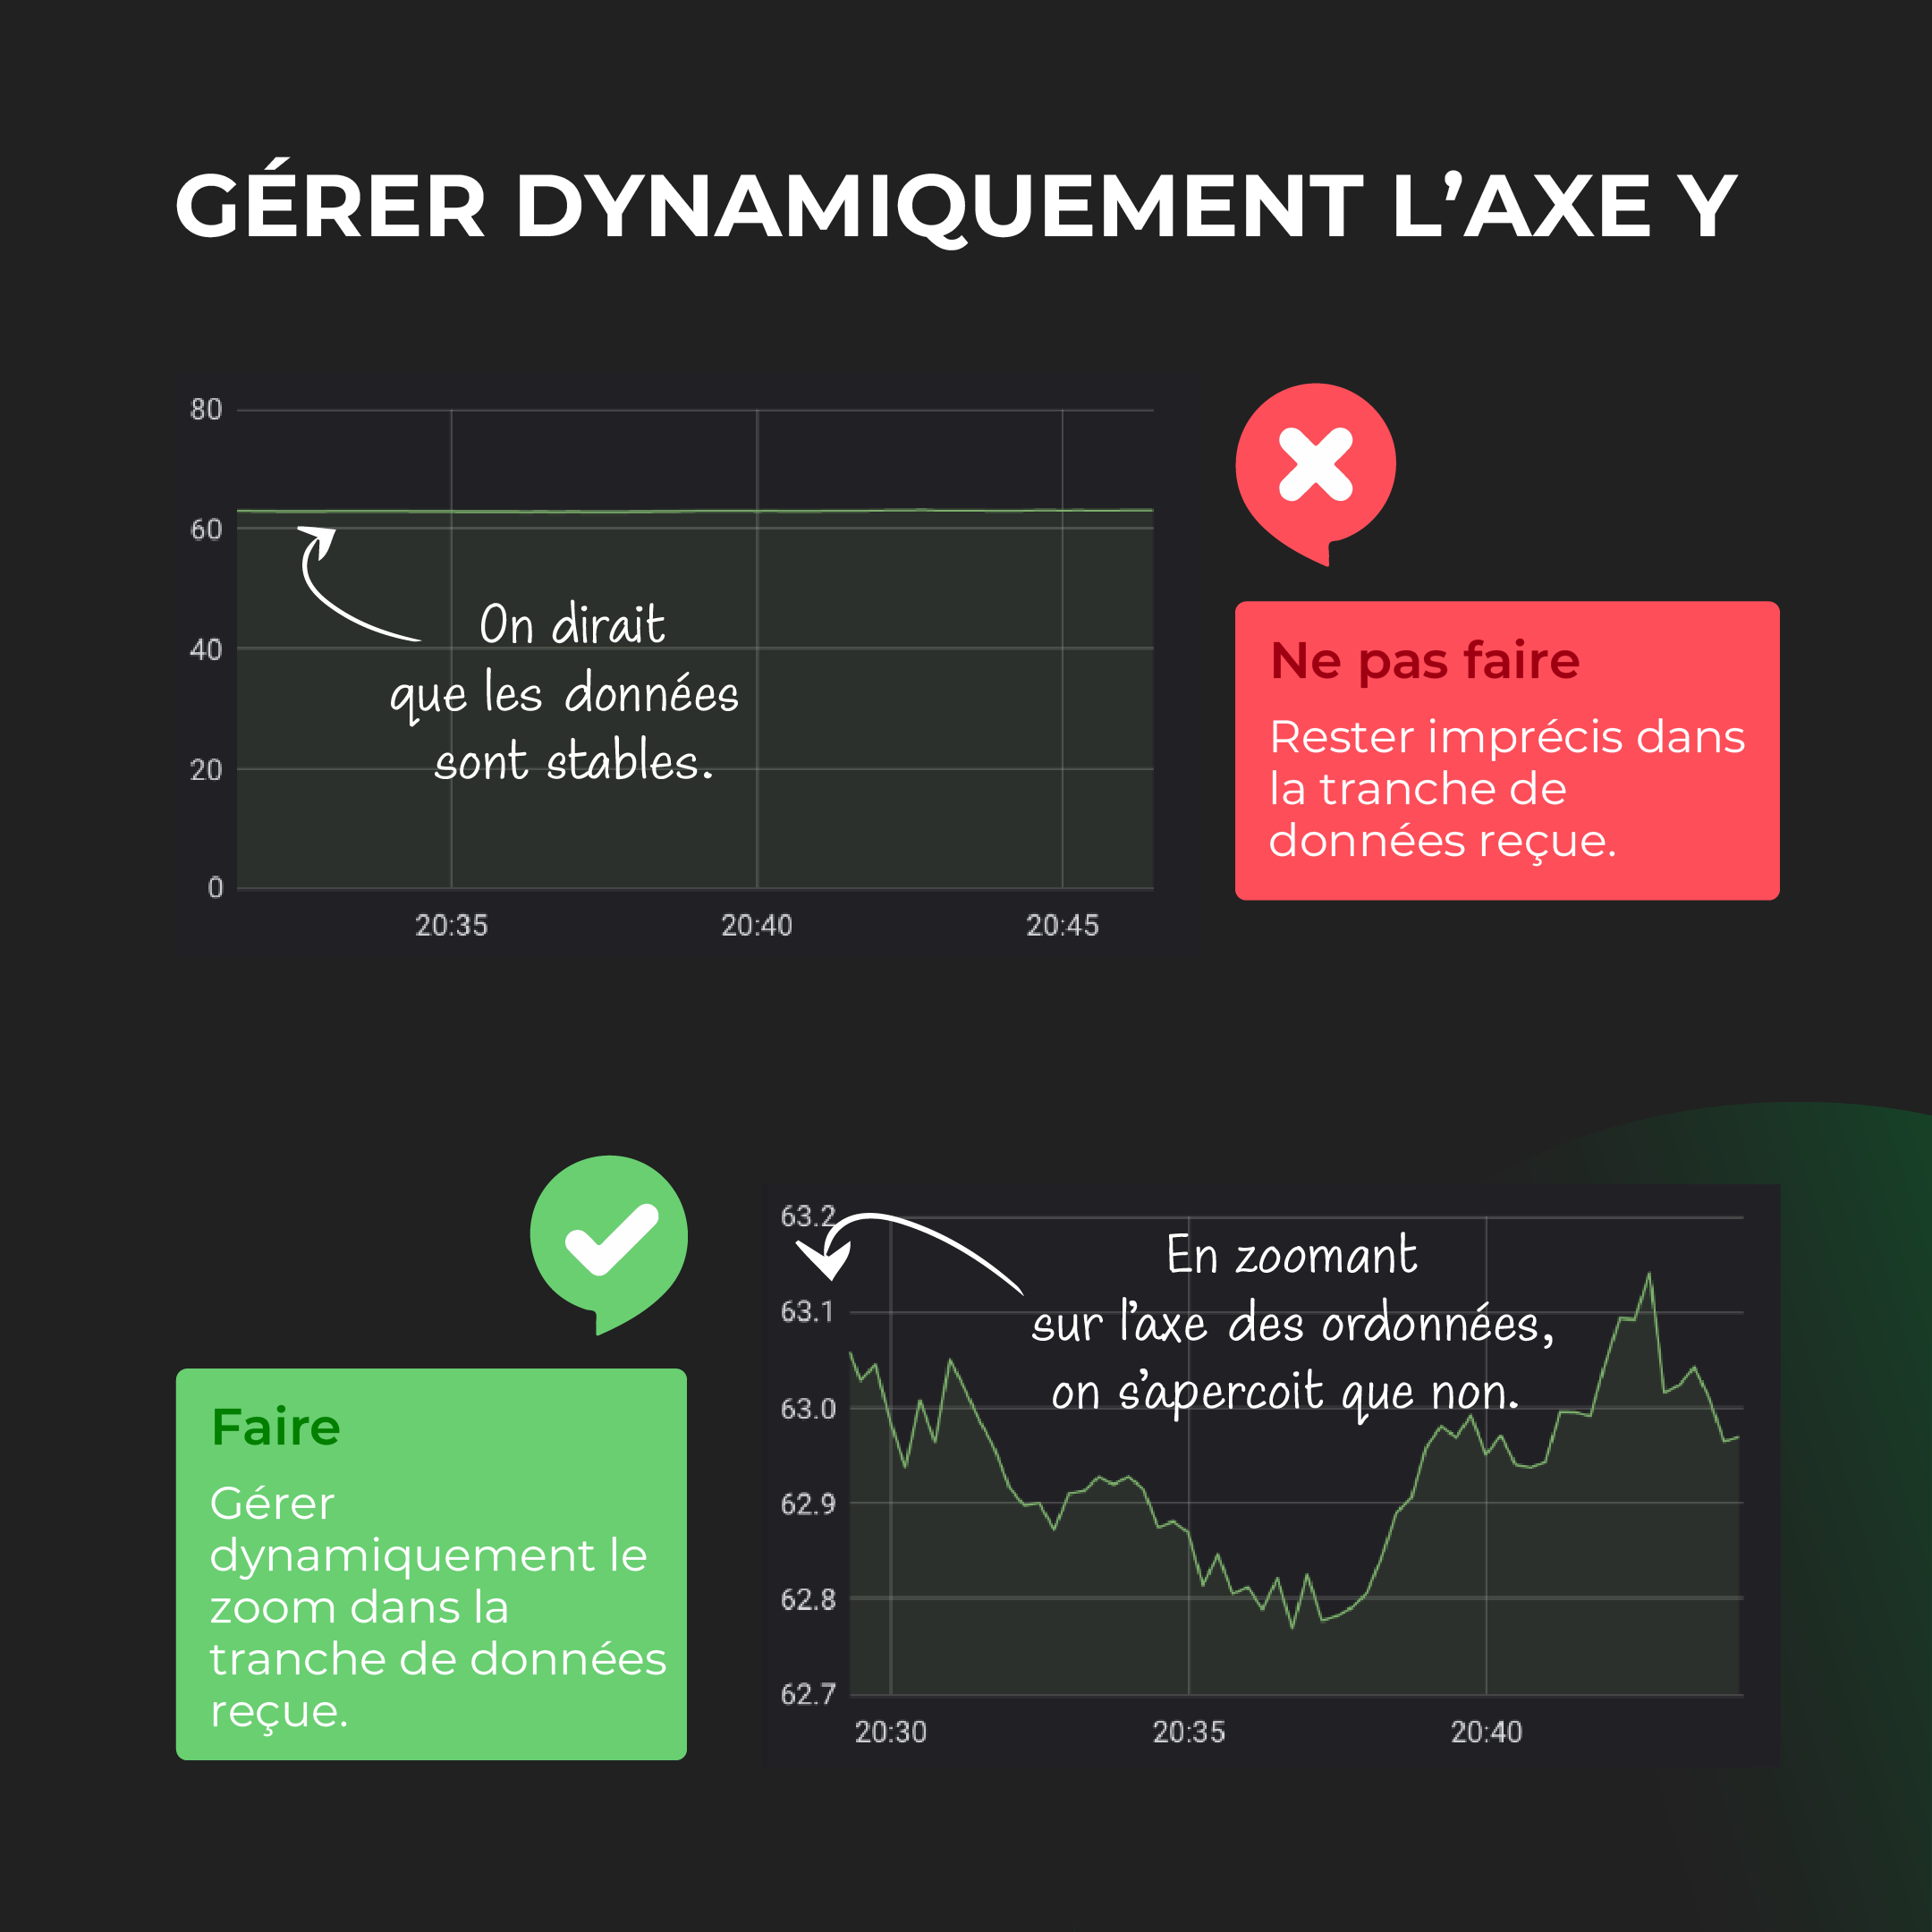 GÉRER DYNAMIQUEMENT L’AXE Y
80
60
40
20
0
20:35
20:40
20:45
On dirait
que les données
sont stables.
Ne pas faire
Rester imprécis dans
la tranche de
données reçue.
Faire
Gérer
dynamiquement le
zoom dans la
tranche de données
reçue.
63.2
63.1
63.0
62.9
62.8
62.7
20:30
20:35
20:40
En zoomant
sur l’axe des ordonnées,
on s’apercoit que non.